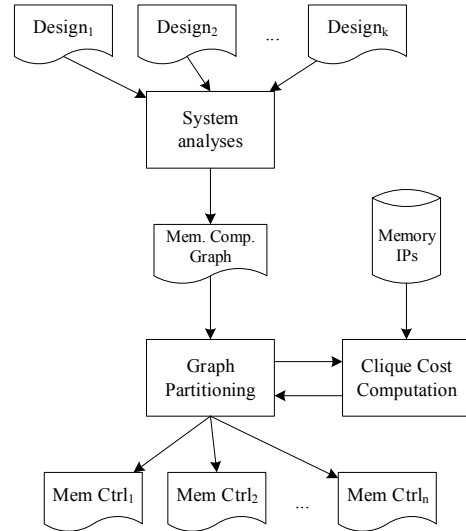 Design₁ Design₂ ... Designₖ
System
analyses
Mem. Comp.
Graph
Memory
IPs
Graph
Partitioning
Clique Cost
Computation
Mem Ctrl₁ Mem Ctrl₂ ... Mem Ctrlₙ